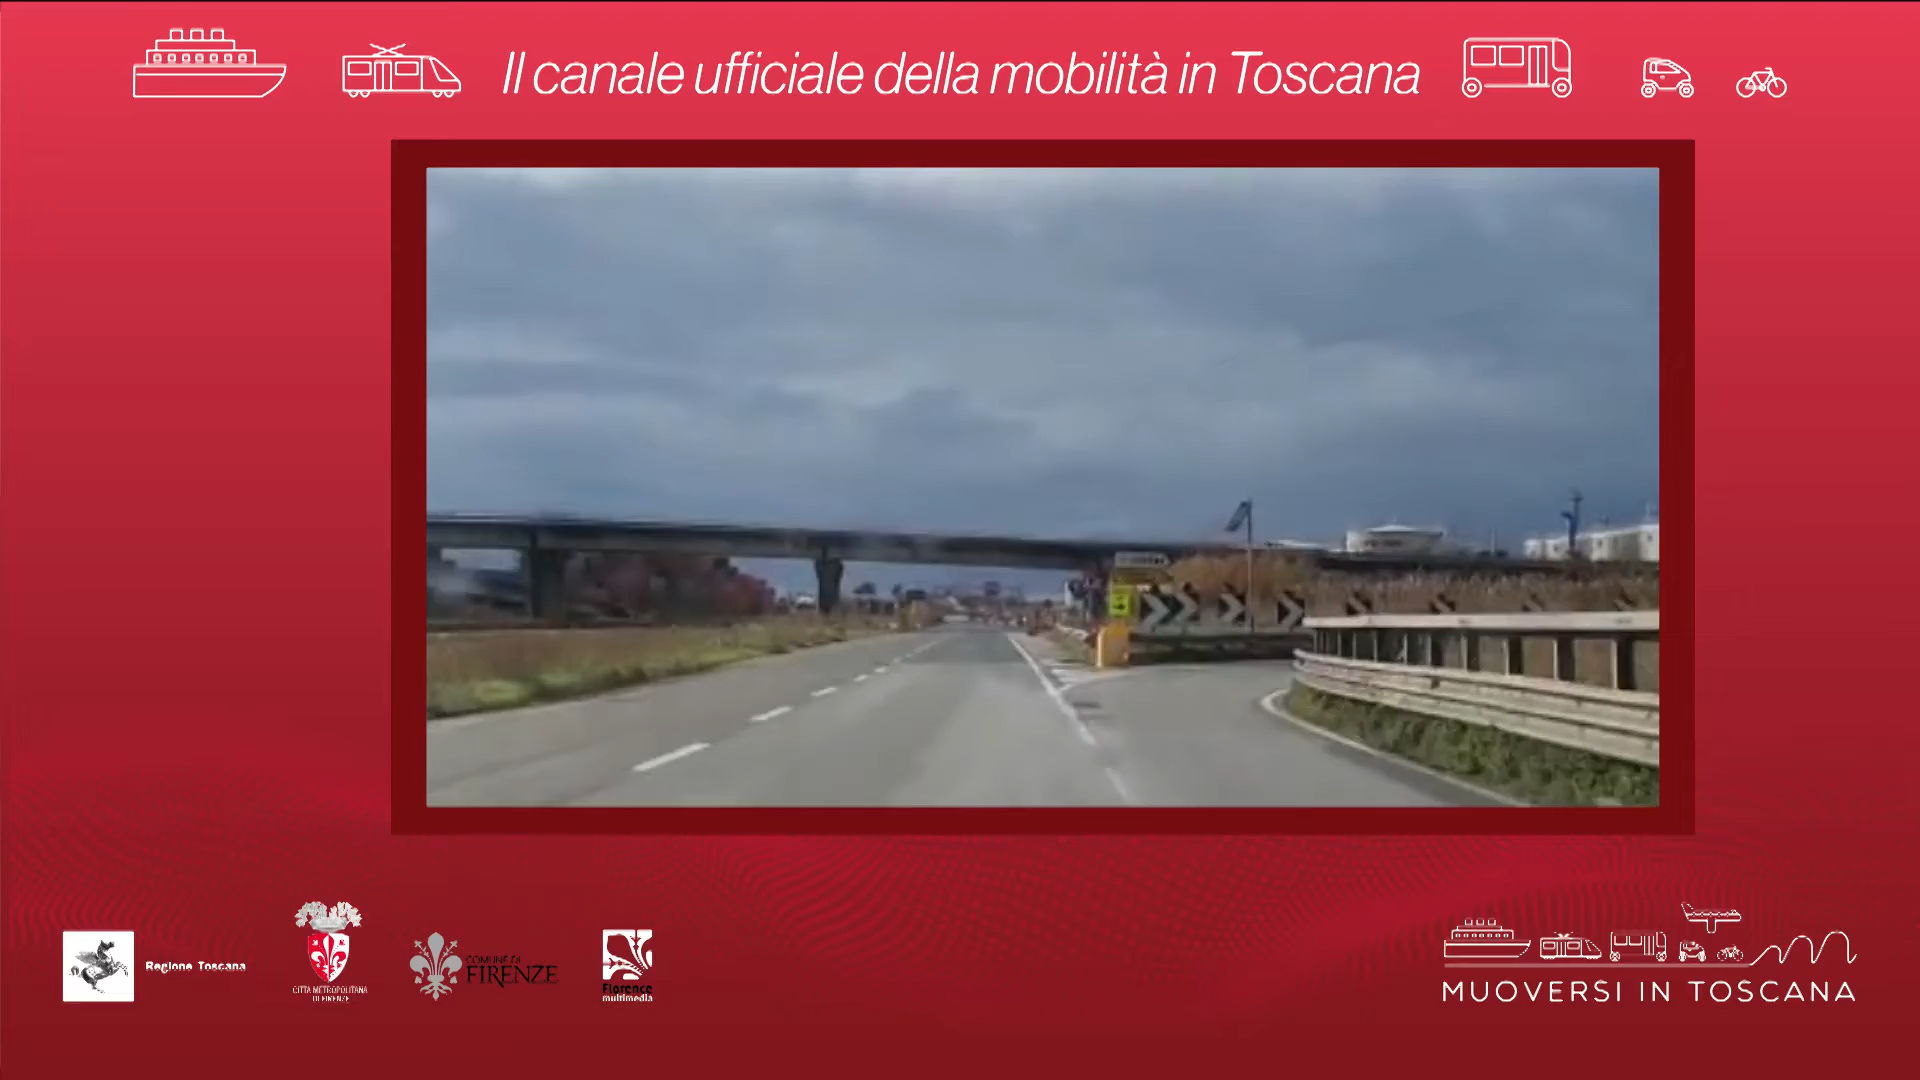 Il canale ufficiale della mobilità in Toscana
Regione Toscana
CITTÀ METROPOLITANA
DI FIRENZE
COMUNE DI
FIRENZE
Florence
multimedia
MUOVERSI IN TOSCANA